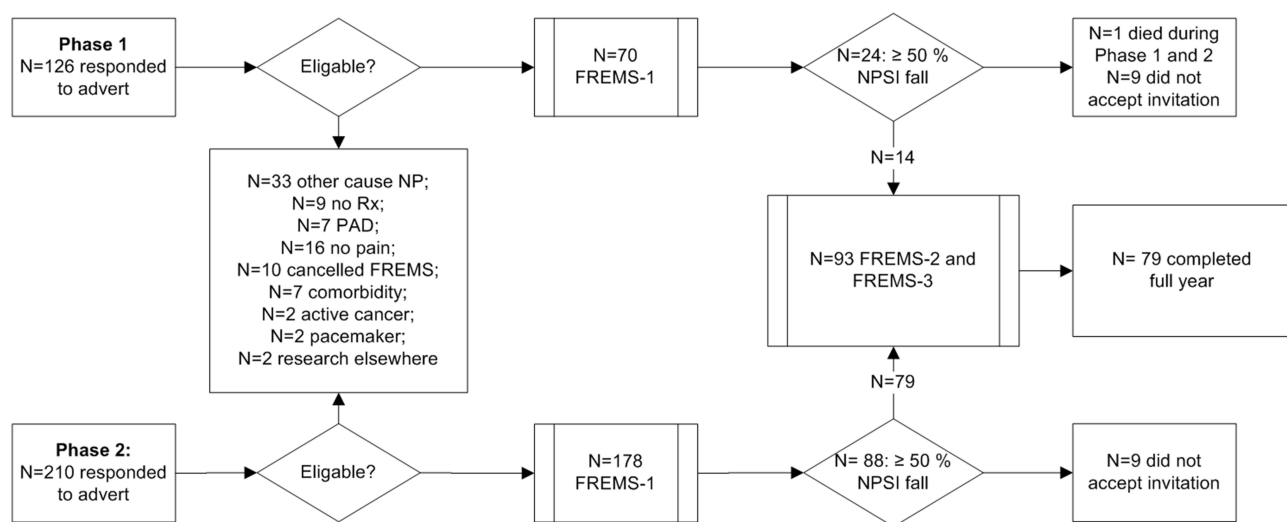 Phase 1
N=126 responded
to advert
Eligable?
N=70
FREMS-1
N=24: ≥ 50 %
NPSI fall
N=1 died during
Phase 1 and 2
N=9 did not
accept invitation
N=14
N=33 other cause NP;
N=9 no Rx;
N=7 PAD;
N=16 no pain;
N=10 cancelled FREMS;
N=7 comorbidity;
N=2 active cancer;
N=2 pacemaker;
N=2 research elsewhere
N=93 FREMS-2 and
FREMS-3
N= 79 completed
full year
N=79
Phase 2:
N=210 responded
to advert
Eligable?
N=178
FREMS-1
N= 88: ≥ 50 %
NPSI fall
N=9 did not
accept invitation